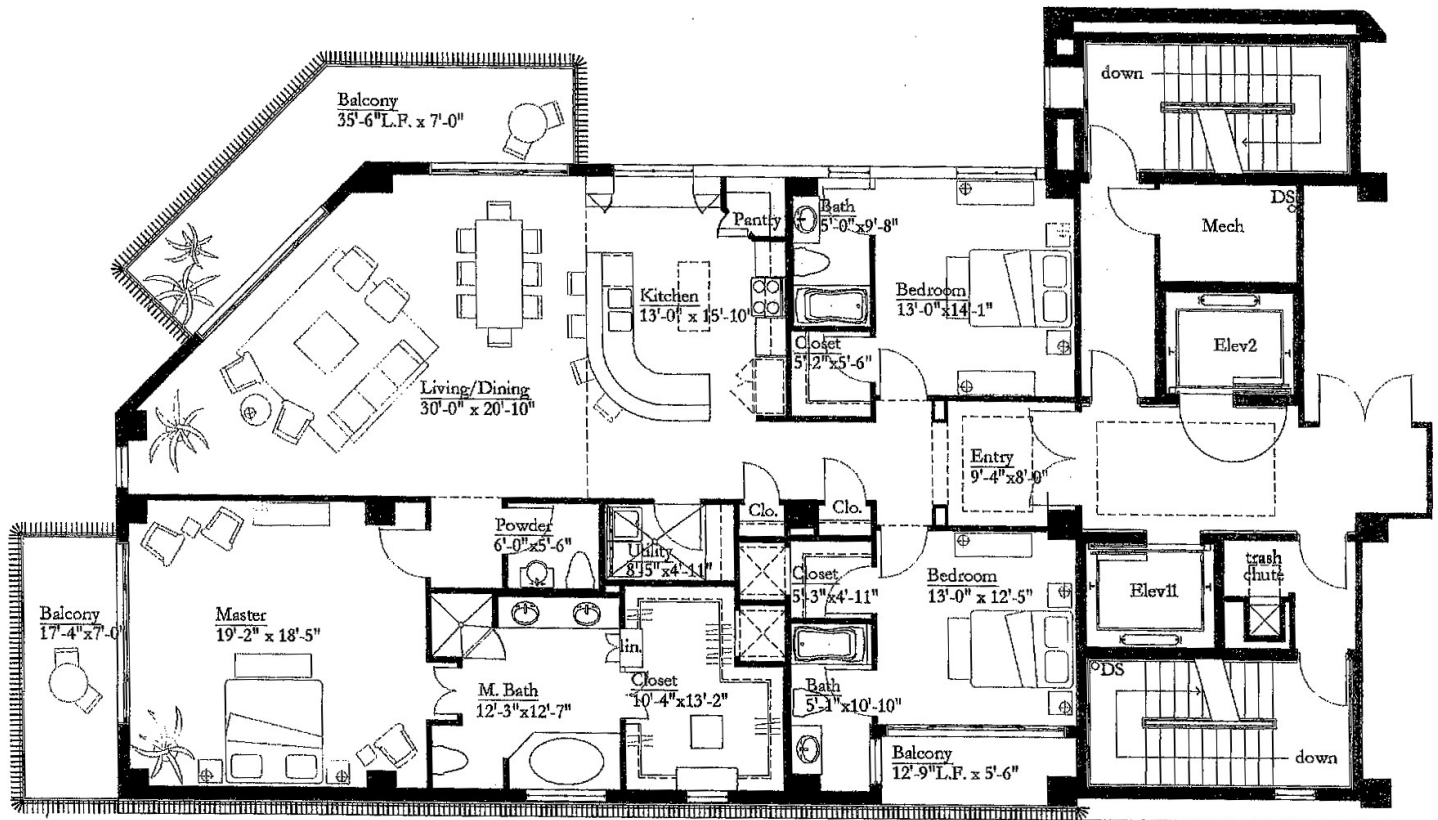 down
Balcony
35'-6"L.F. x 7'-0"
DS
Mech
Pantry
Bath
5'-0"x9'-8"
Kitchen
13'-0" x 15'-10"
Bedroom
13'-0"x14'-1"
Elev2
Closet
5'-2"x5'-6"
Living/Dining
30'-0" x 20'-10"
Entry
9'-4"x8'-0"
Clo.
Clo.
Powder
6'-0"x5'-6"
Utility
8'-5"x4'-11"
Closet
5'-3"x4'-11"
Bedroom
13'-0" x 12'-5"
Elev11
trash
chute
Balcony
17'-4"x7'-0
Master
19'-2" x 18'-5"
lin.
M. Bath
12'-3"x12'-7"
Closet
10'-4"x13'-2"
Bath
5'-1"x10'-10"
DS
Balcony
12'-9"L.F. x 5'-6"
down